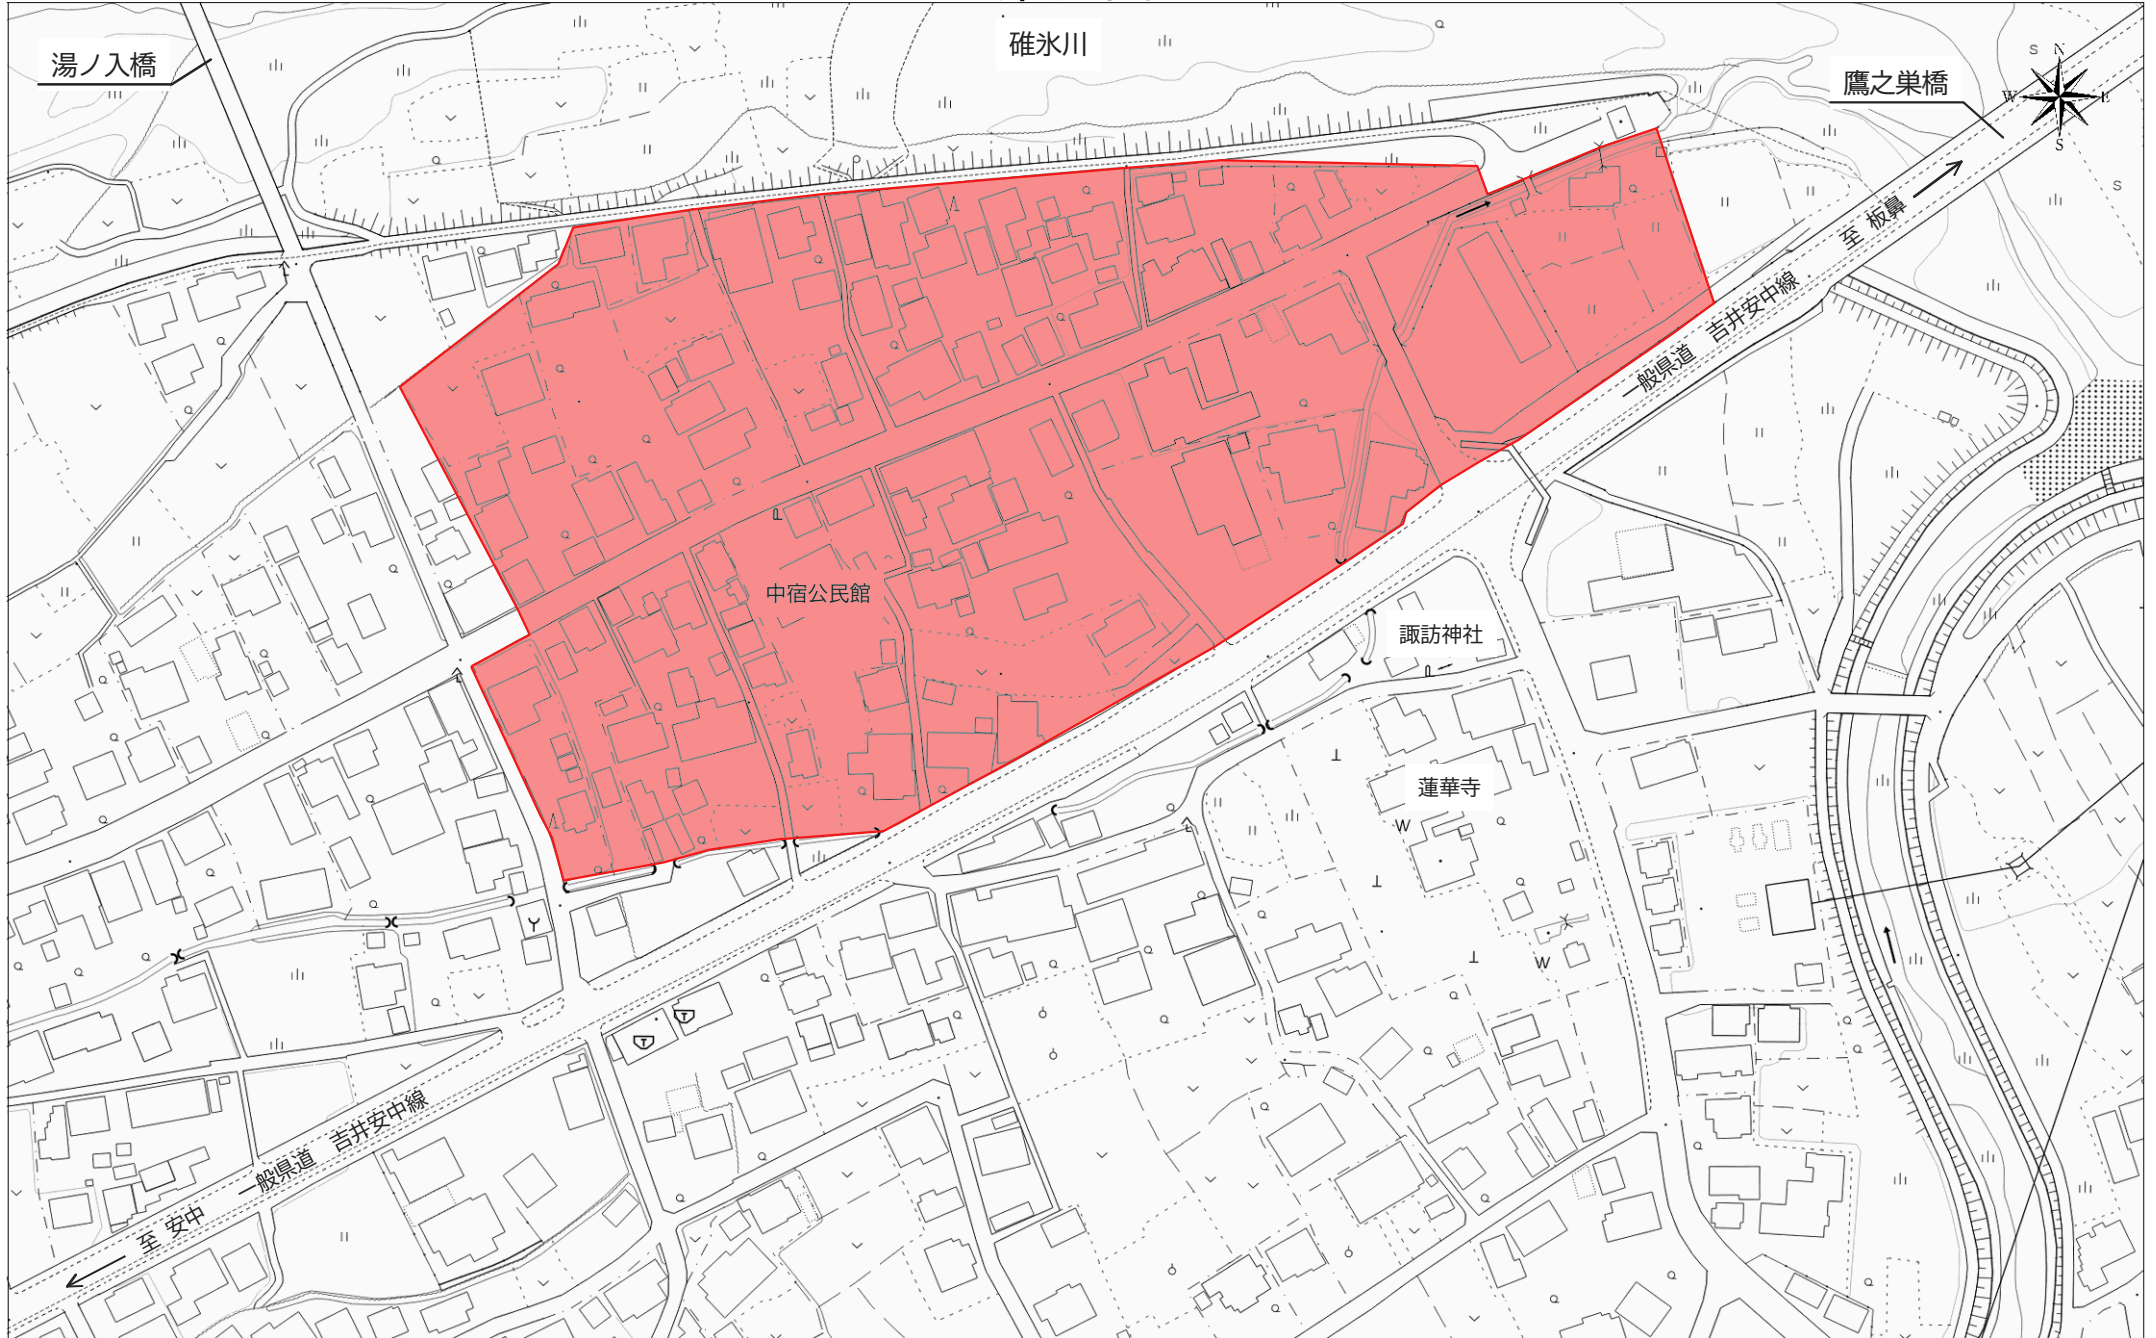 碓氷川
湯ノ入橋
鷹之巣橋
N
S
W
E
S
至 板鼻
一般県道 吉井安中線
中宿公民館
諏訪神社
蓮華寺
一般県道 吉井安中線
至 安中